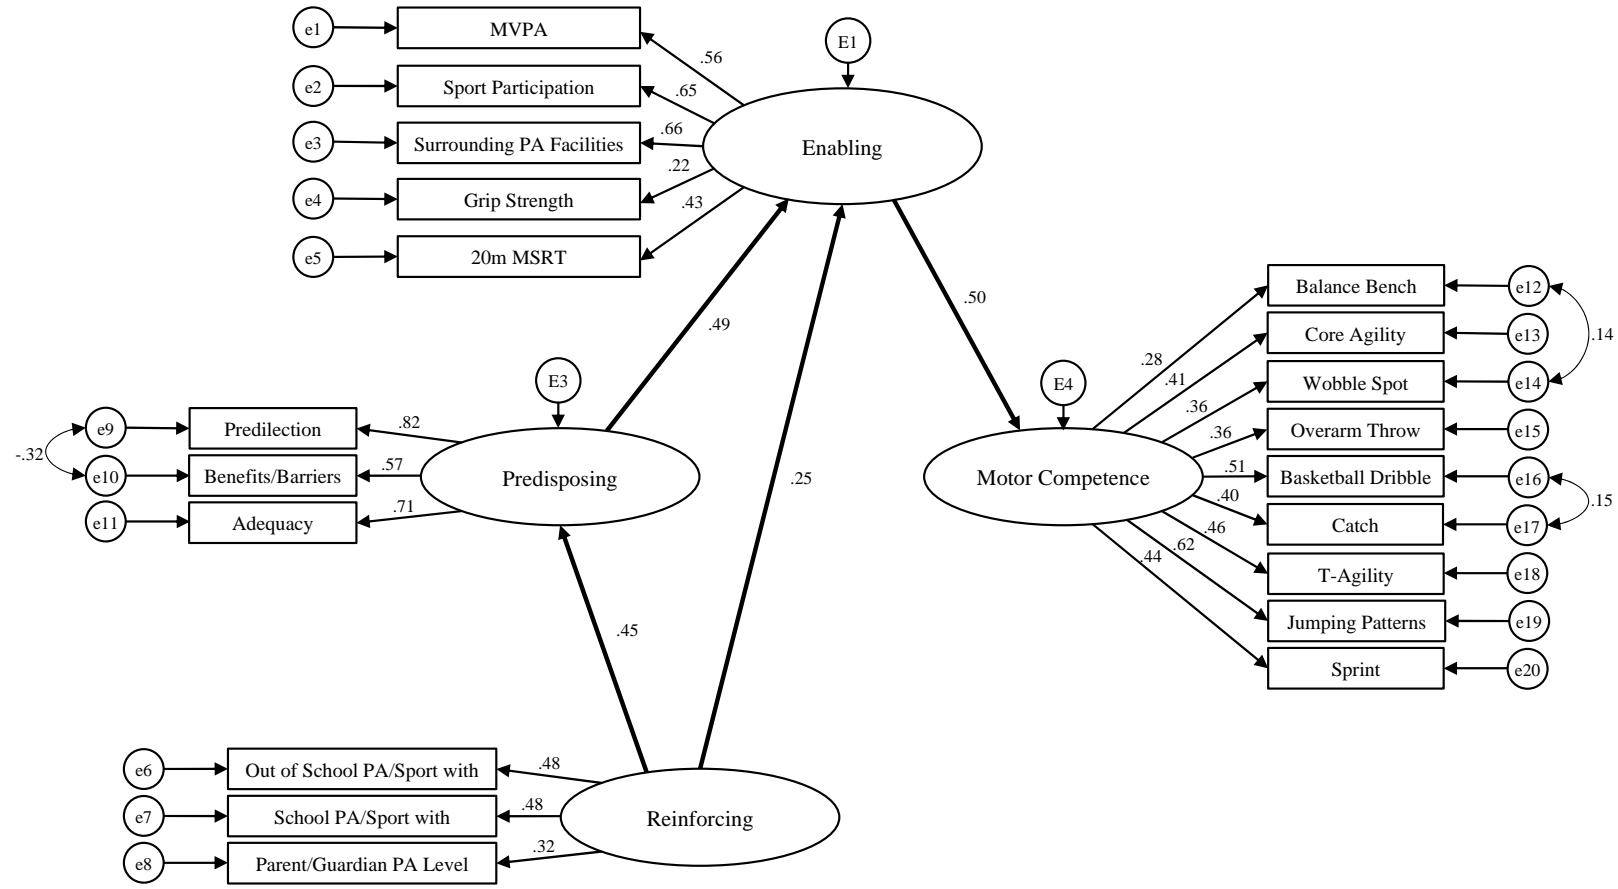 e1
MVPA
.56
E1
e2
Sport Participation
.65
e3
Surrounding PA Facilities
.66
Enabling
e4
Grip Strength
.22
e5
20m MSRT
.43
.49
.50
.25
.45
E3
-.32
e9
Predilection
.82
e10
Benefits/Barriers
.57
Predisposing
e11
Adequacy
.71
E4
Motor Competence
.28
Balance Bench
e12
.41
Core Agility
e13
.14
.36
Wobble Spot
e14
.36
Overarm Throw
e15
.51
Basketball Dribble
e16
.15
.40
Catch
e17
.46
T-Agility
e18
.62
Jumping Patterns
e19
.44
Sprint
e20
e6
Out of School PA/Sport with
.48
e7
School PA/Sport with
.48
Reinforcing
e8
Parent/Guardian PA Level
.32